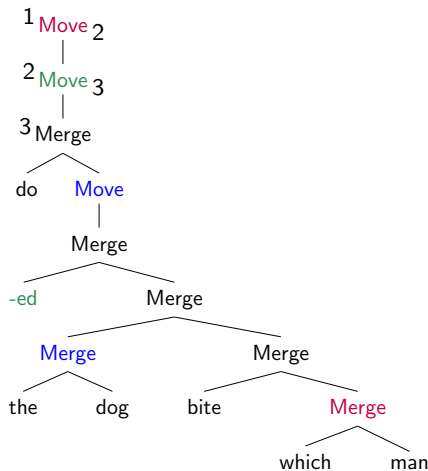 1 Move 2
2 Move 3
3 Merge
do Move
Merge
-ed Merge
Merge Merge
the dog bite Merge
which man